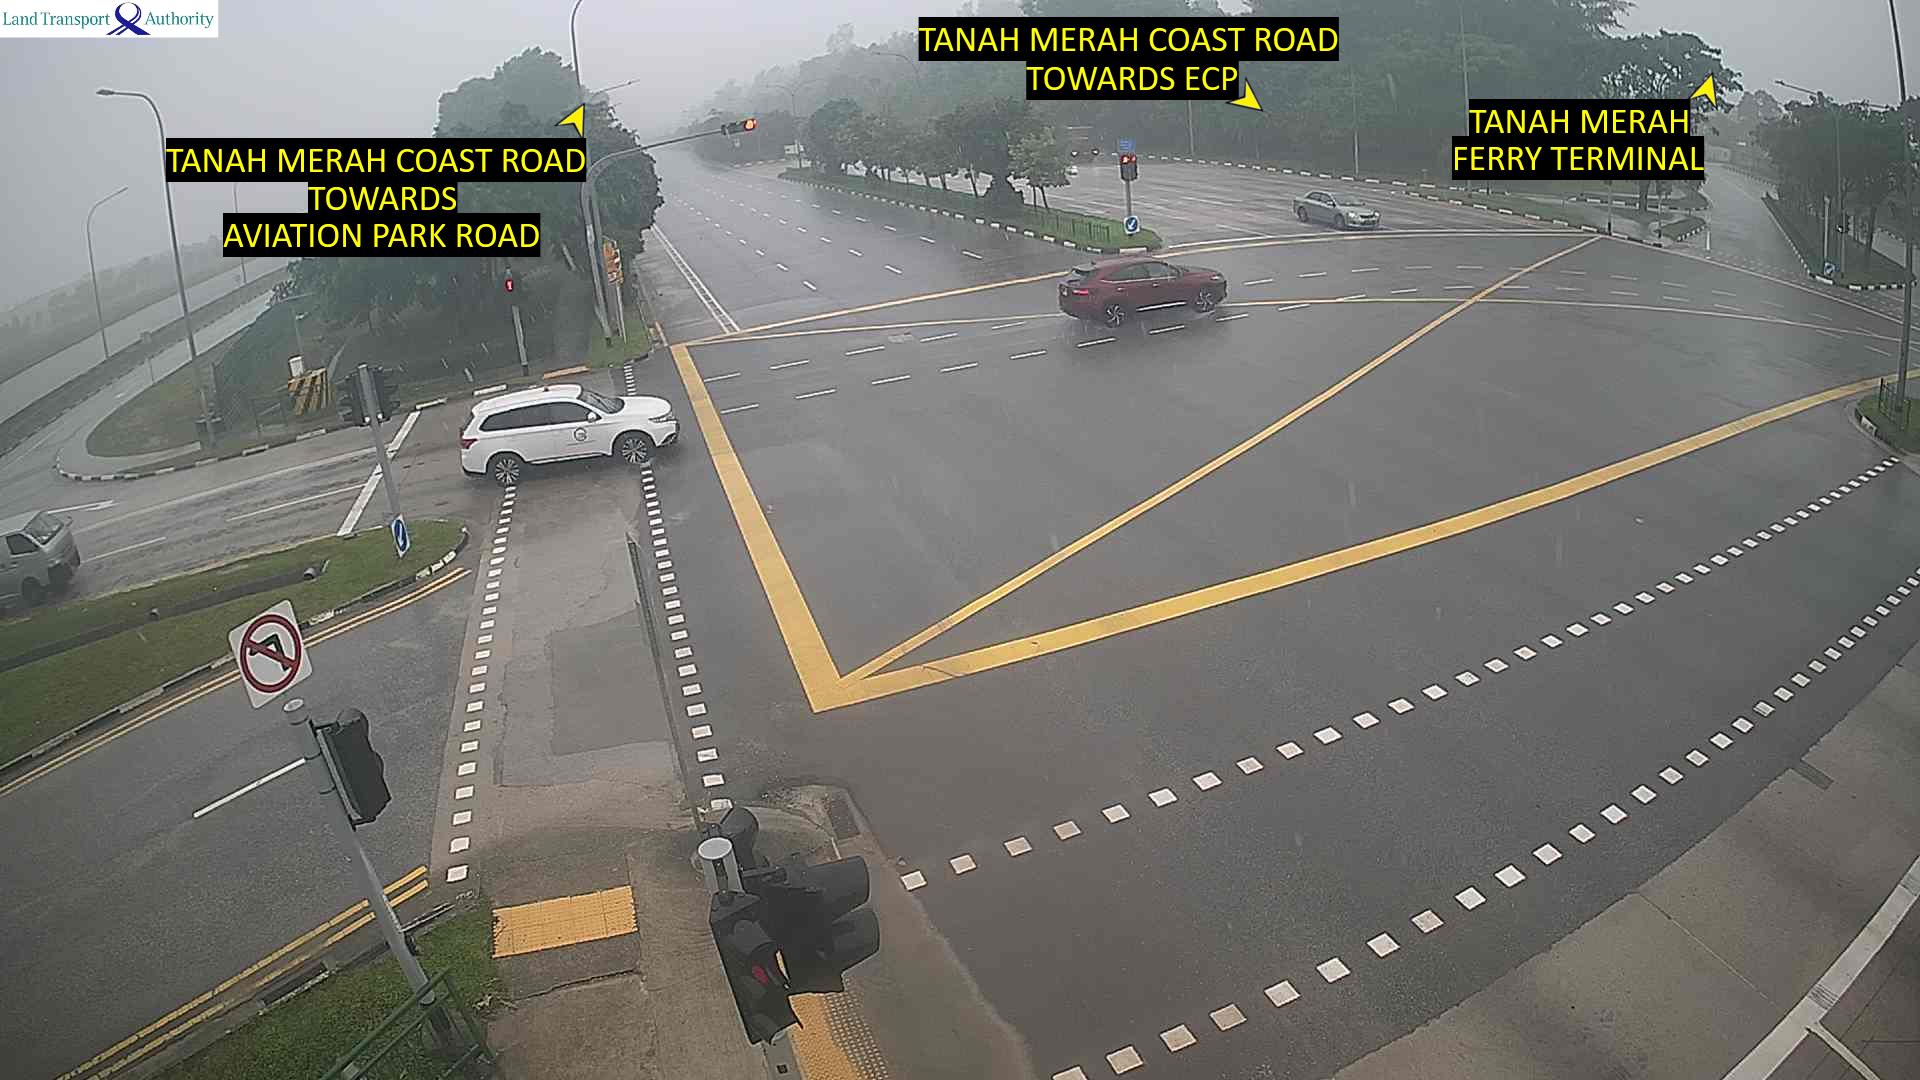 Land Transport Authority
TANAH MERAH COAST ROAD
TOWARDS ECP
TANAH MERAH
FERRY TERMINAL
TANAH MERAH COAST ROAD
TOWARDS
AVIATION PARK ROAD